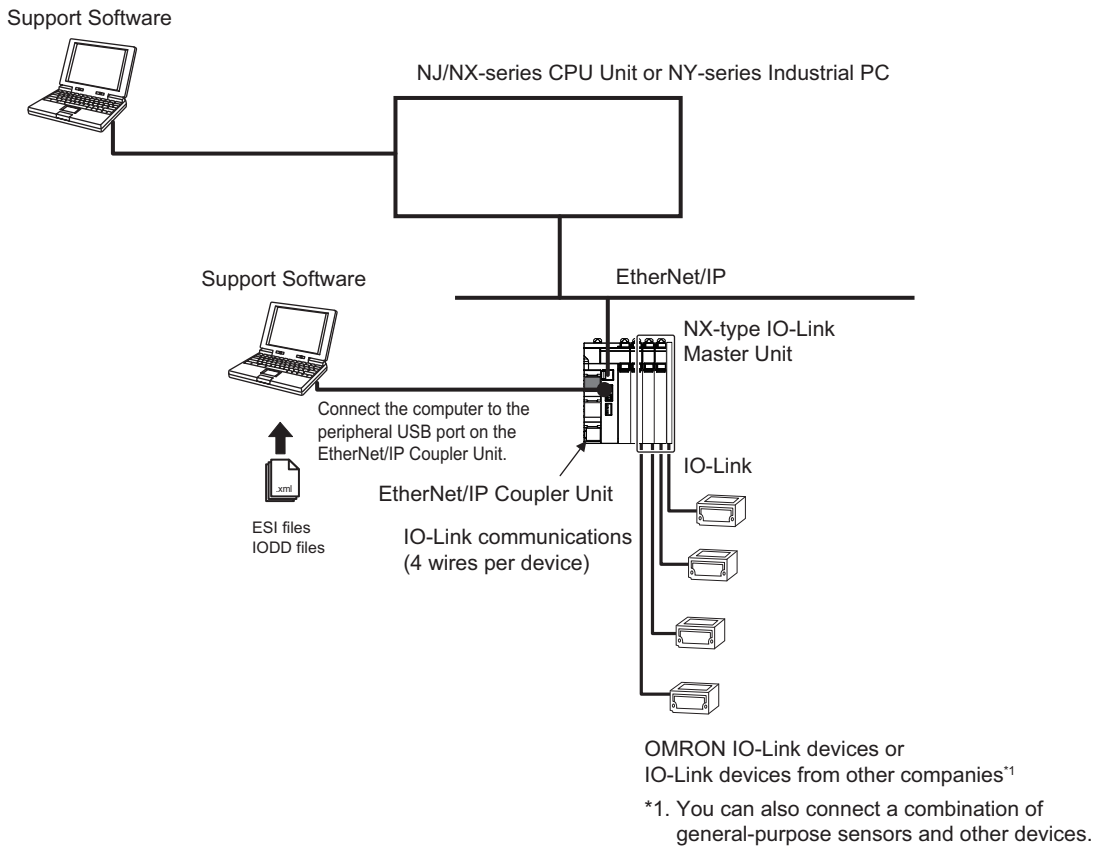 Support Software
NJ/NX-series CPU Unit or NY-series Industrial PC
Support Software
EtherNet/IP
NX-type IO-Link
Master Unit
Connect the computer to the
peripheral USB port on the
EtherNet/IP Coupler Unit.
.xml
ESI files
IODD files
EtherNet/IP Coupler Unit
IO-Link
IO-Link communications
(4 wires per device)
OMRON IO-Link devices or
IO-Link devices from other companies*1
*1. You can also connect a combination of
general-purpose sensors and other devices.